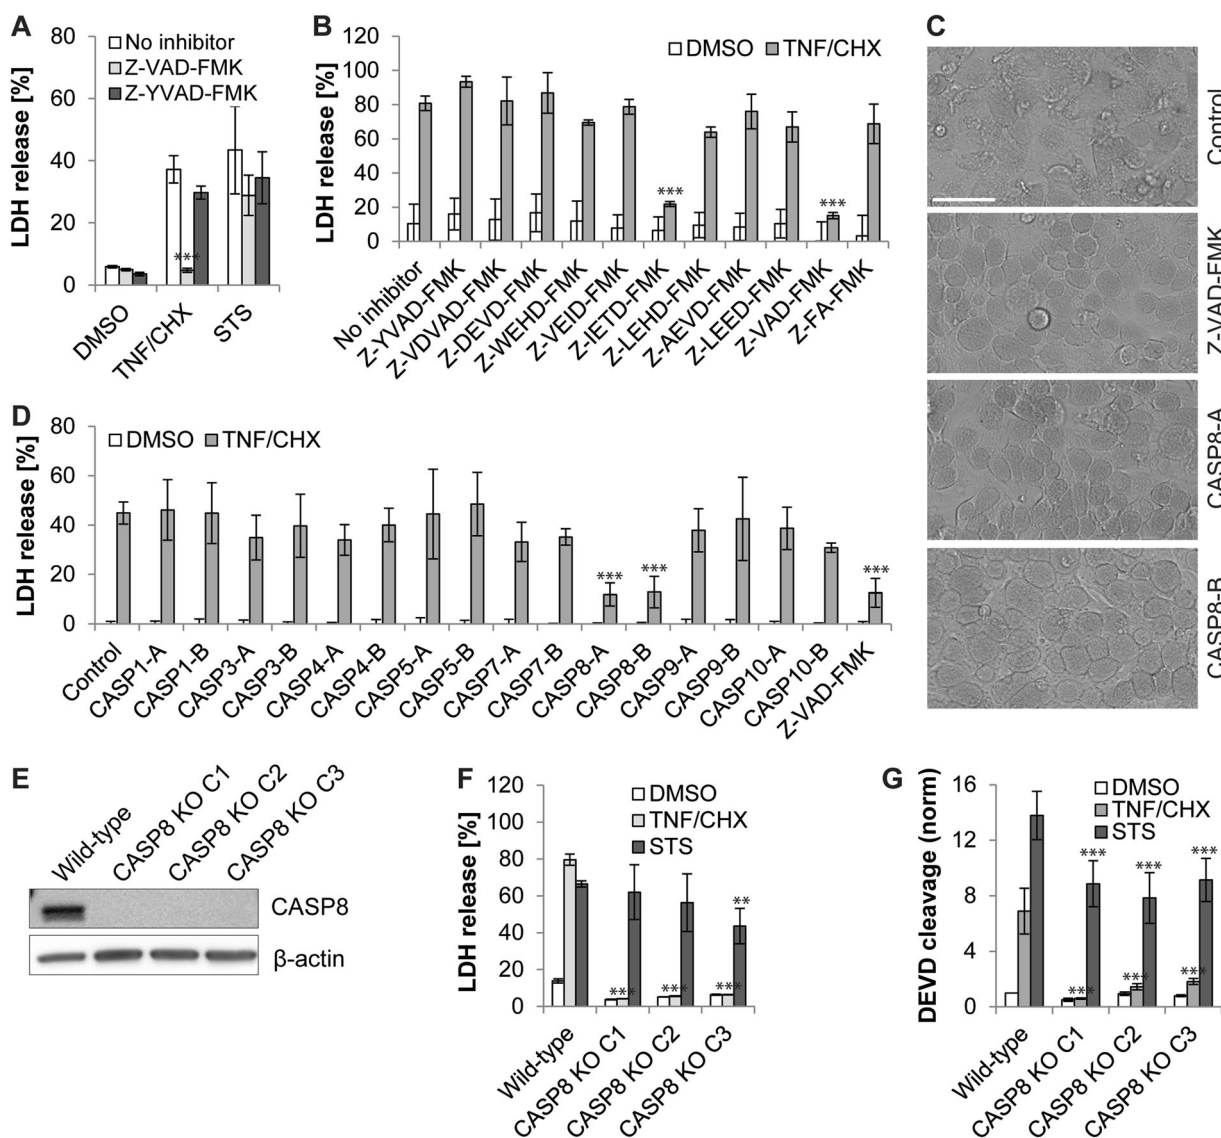 A
80
60
40
20
0
LDH release [%]
No inhibitor
Z-VAD-FMK
Z-YVAD-FMK
***
DMSO
TNF/CHX
STS
B
120
100
80
60
40
20
0
LDH release [%]
DMSO
TNF/CHX
***
***
No inhibitor
Z-YVAD-FMK
Z-VDVAD-FMK
Z-DEVD-FMK
Z-WEHD-FMK
Z-VEID-FMK
Z-IETD-FMK
Z-LEHD-FMK
Z-AEVD-FMK
Z-LEED-FMK
Z-VAD-FMK
Z-FA-FMK
C
Control
Z-VAD-FMK
CASP8-A
CASP8-B
D
80
60
40
20
0
LDH release [%]
DMSO
TNF/CHX
***
***
***
Control
CASP1-A
CASP1-B
CASP3-A
CASP3-B
CASP4-A
CASP4-B
CASP5-A
CASP5-B
CASP7-A
CASP7-B
CASP8-A
CASP8-B
CASP9-A
CASP9-B
CASP10-A
CASP10-B
Z-VAD-FMK
E
Wild-type
CASP8 KO C1
CASP8 KO C2
CASP8 KO C3
CASP8
β-actin
F
120
100
80
60
40
20
0
LDH release [%]
DMSO
TNF/CHX
STS
***
***
***
**
Wild-type
CASP8 KO C1
CASP8 KO C2
CASP8 KO C3
G
16
12
8
4
0
DEVD cleavage (norm)
DMSO
TNF/CHX
STS
***
***
***
***
***
***
Wild-type
CASP8 KO C1
CASP8 KO C2
CASP8 KO C3